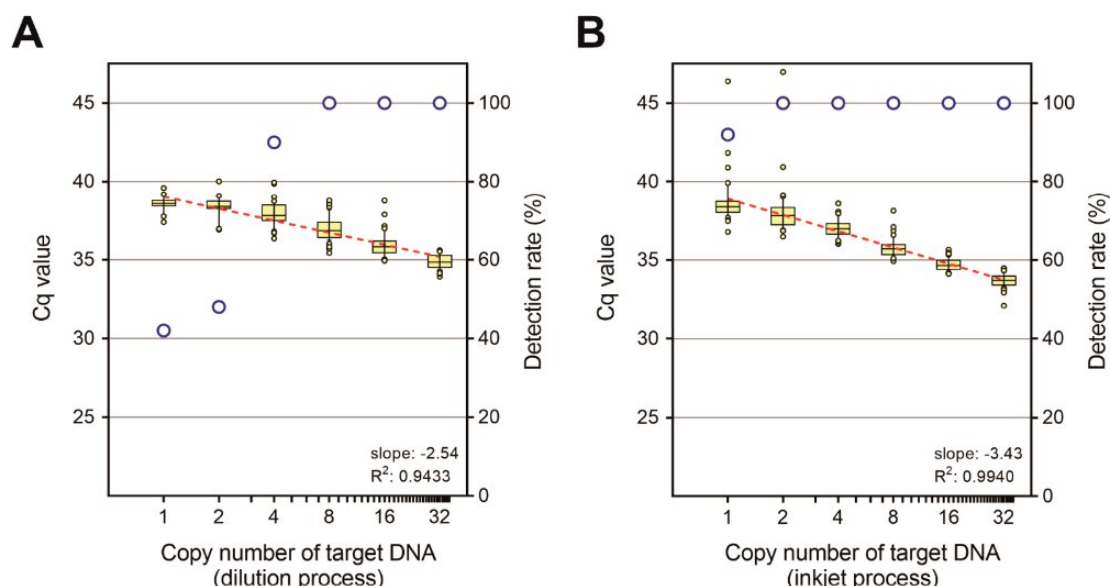 A
45
40
35
30
25
Cq value
100
80
60
40
20
0
Detection rate (%)
slope: -2.54
R²: 0.9433
1 2 4 8 16 32
Copy number of target DNA
(dilution process)
B
45
40
35
30
25
Cq value
100
80
60
40
20
0
Detection rate (%)
slope: -3.43
R²: 0.9940
1 2 4 8 16 32
Copy number of target DNA
(inkjet process)